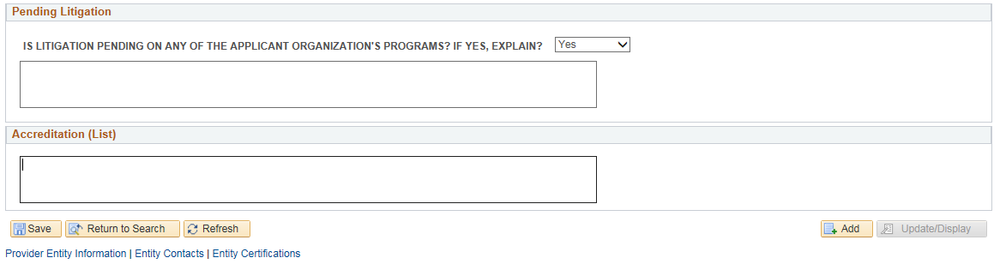 Pending Litigation
IS LITIGATION PENDING ON ANY OF THE APPLICANT ORGANIZATION'S PROGRAMS? IF YES, EXPLAIN? Yes
Accreditation (List)
Save Return to Search Refresh Add Update/Display
Provider Entity Information | Entity Contacts | Entity Certifications